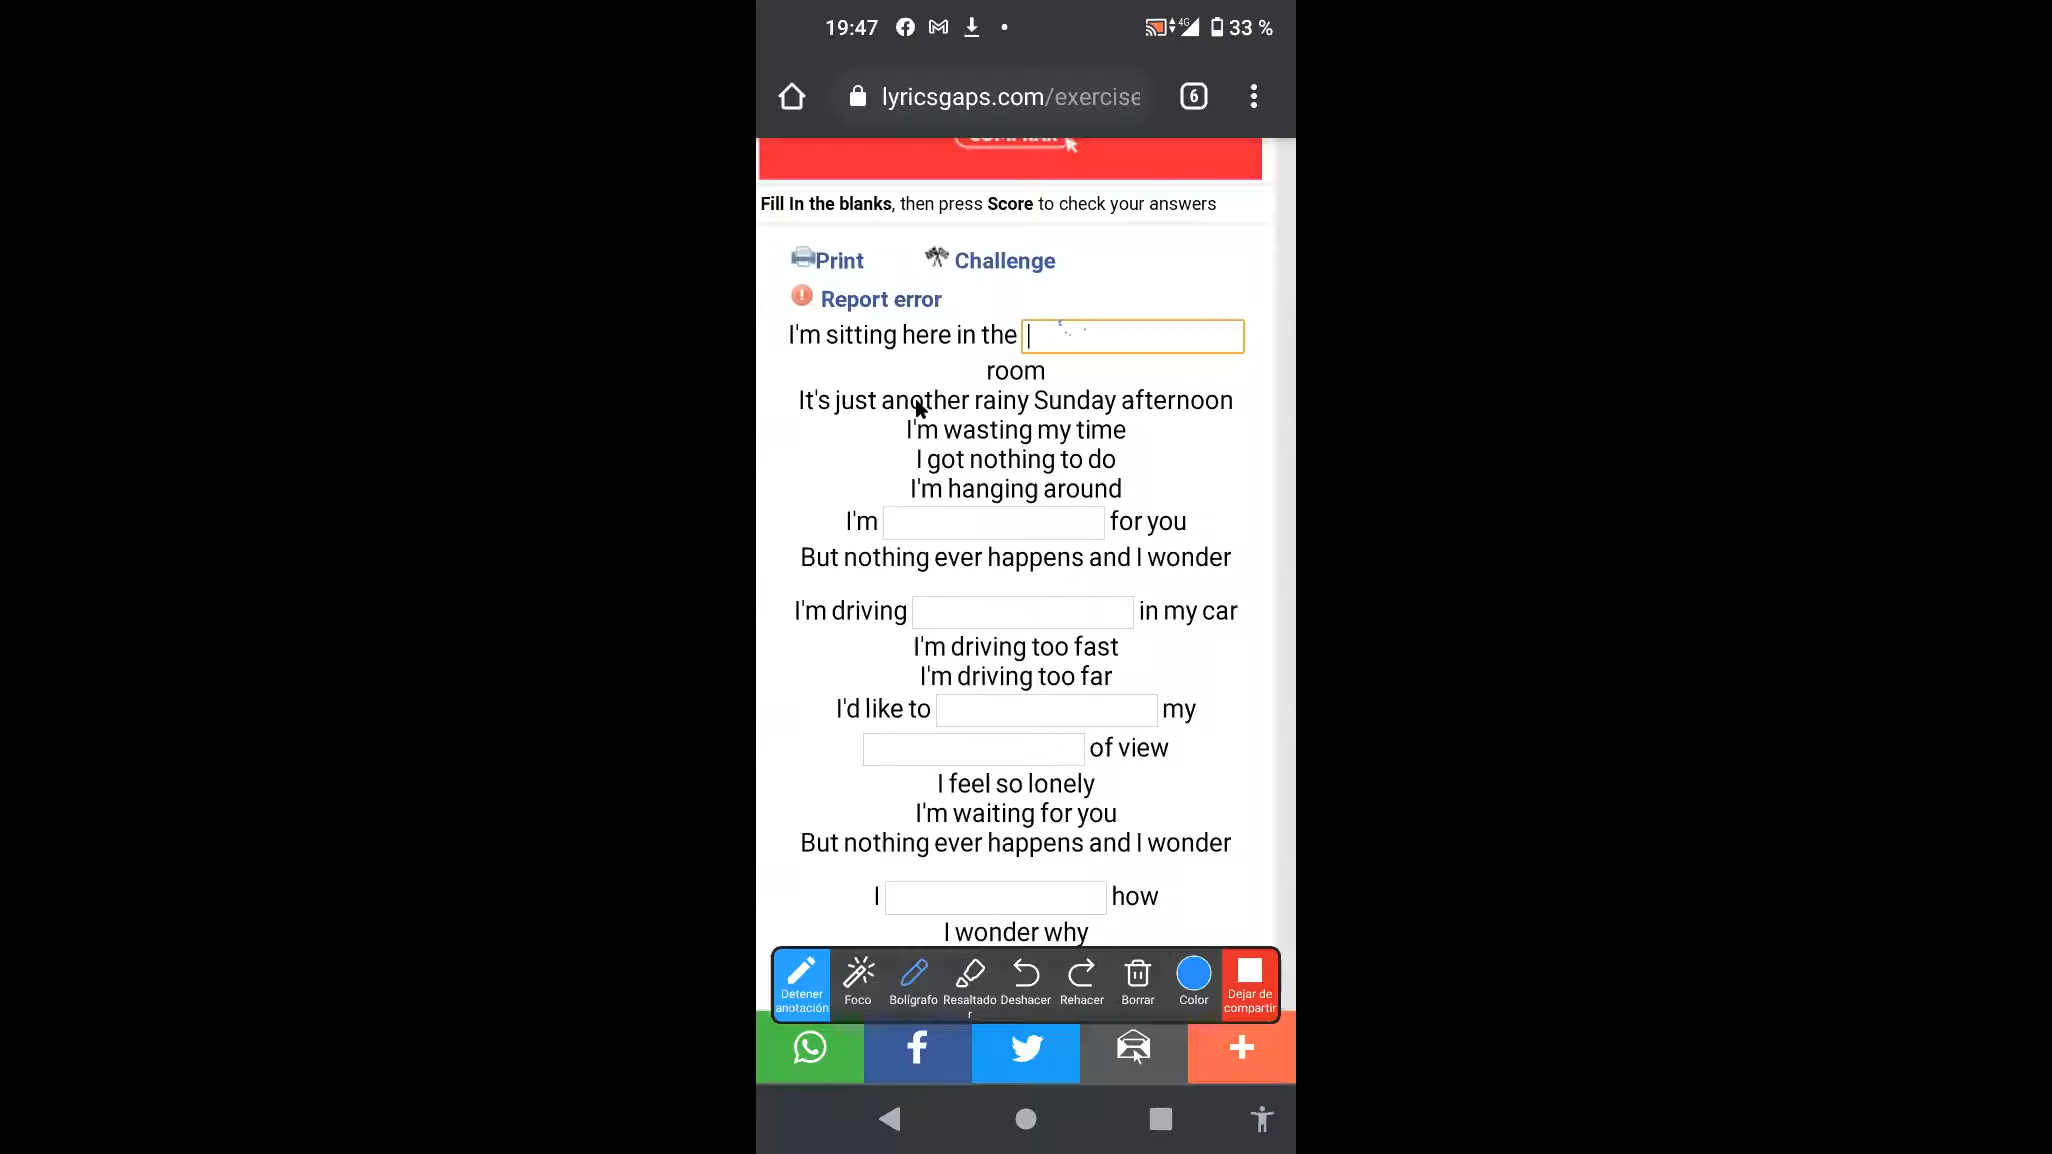 19:47 4G 33 %
lyricsgaps.com/exercise 6
COMPRAR
Fill In the blanks, then press Score to check your answers
Print Challenge
Report error
I'm sitting here in the
room
It's just another rainy Sunday afternoon
I'm wasting my time
I got nothing to do
I'm hanging around
I'm for you
But nothing ever happens and I wonder
I'm driving in my car
I'm driving too fast
I'm driving too far
I'd like to my
of view
I feel so lonely
I'm waiting for you
But nothing ever happens and I wonder
I how
I wonder why
Detener anotación Foco Bolígrafo Resaltador Deshacer Rehacer Borrar Color Dejar de compartir